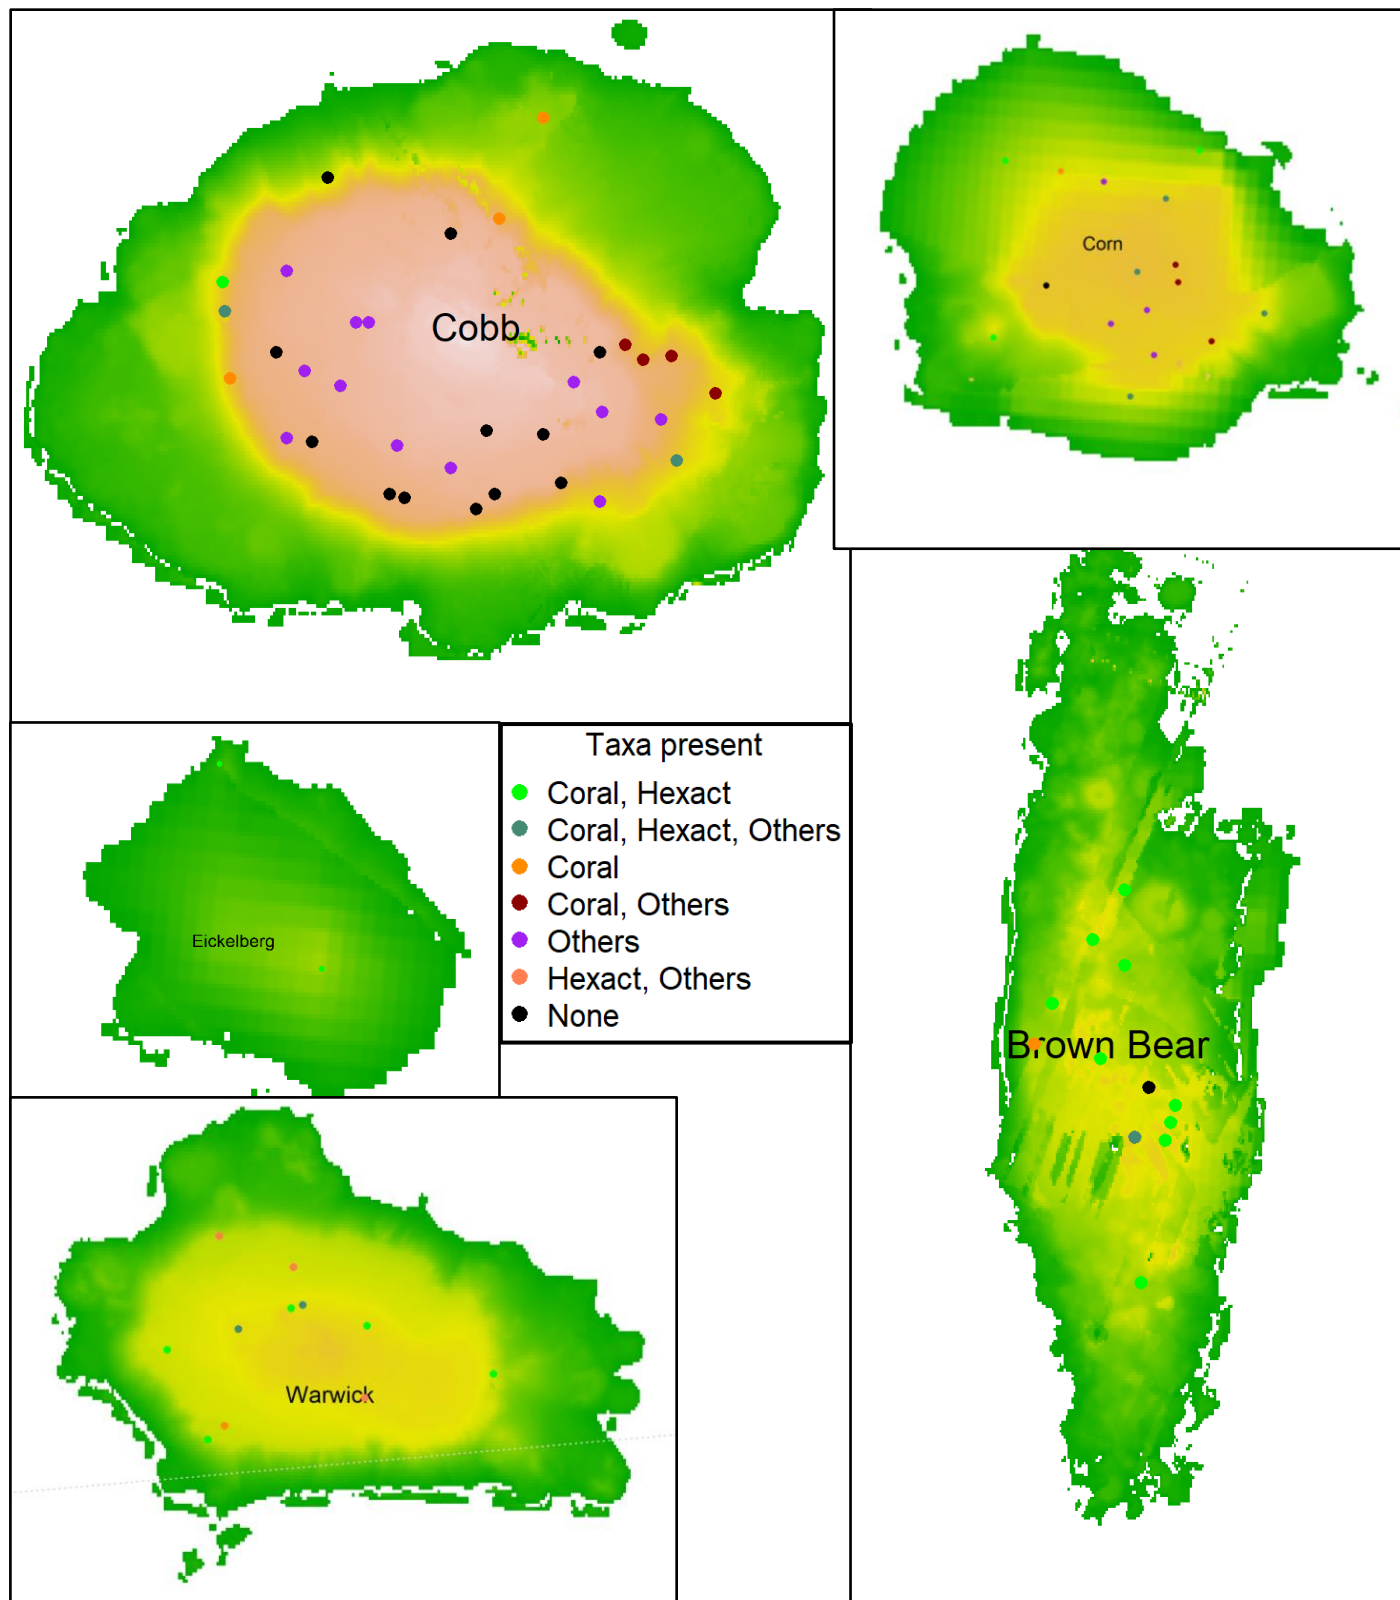 Cobb
Corn
Eickelberg
Taxa present
Coral, Hexact
Coral, Hexact, Others
Coral
Coral, Others
Others
Hexact, Others
None
Brown Bear
Warwick